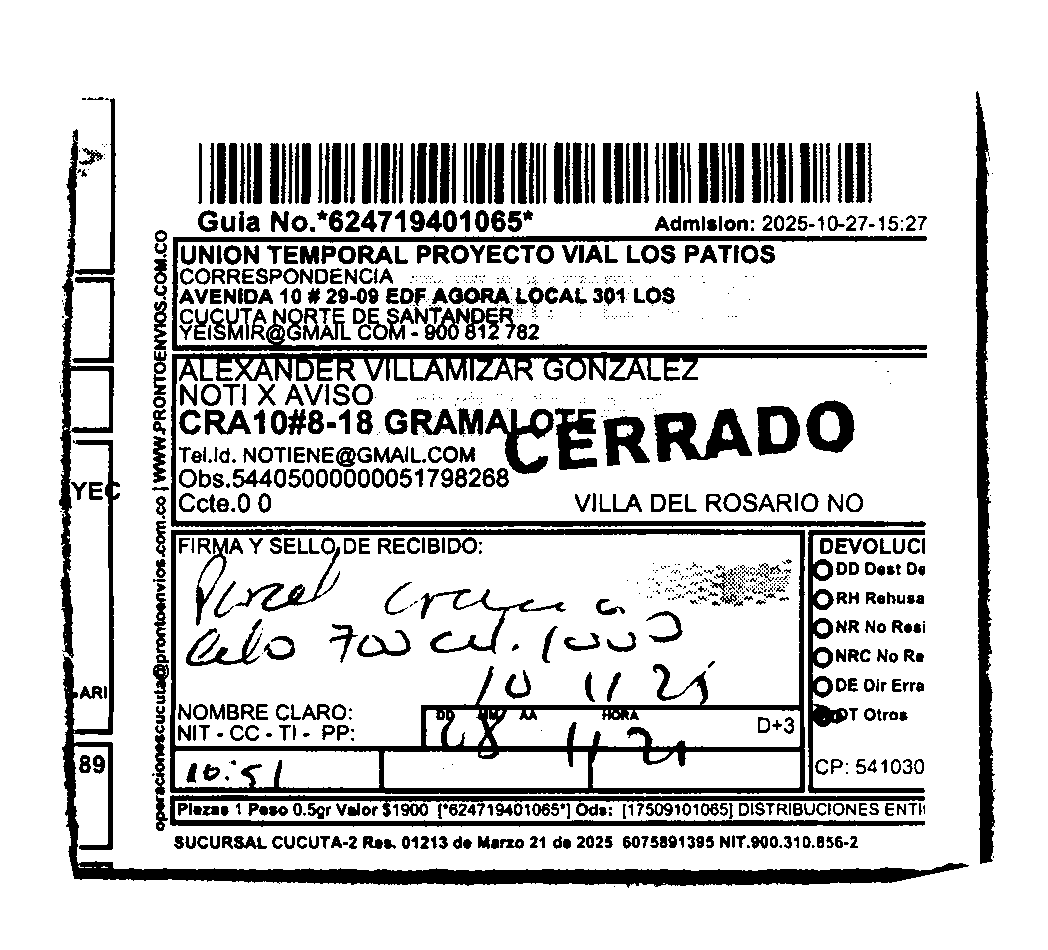 Guia No.*624719401065*
Admision: 2025-10-27-15:27
UNION TEMPORAL PROYECTO VIAL LOS PATIOS
CORRESPONDENCIA
AVENIDA 10 # 29-09 EDF AGORA LOCAL 301 LOS
CUCUTA NORTE DE SANTANDER
YEISMIR@GMAIL COM - 900 812 782
ALEXANDER VILLAMIZAR GONZALEZ
NOTI X AVISO
CRA10#8-18 GRAMALOTE
CERRADO
Tel.Id. NOTIENE@GMAIL.COM
Obs.544050000000051798268
Ccte.0 0
VILLA DEL ROSARIO NO
operacionescucuta@prontoenvios.com.co | WWW.PRONTOENVIOS.COM.CO
FIRMA Y SELLO DE RECIBIDO:
DEVOLUCI
DD Dest De
RH Rehusa
NR No Resi
NRC No Re
DE Dir Erra
OT Otros
10 11 25
NOMBRE CLARO:
NIT - CC - TI - PP:
DD MM AA HORA
D+3
08 11 25
10:51
CP: 541030
Piezas 1 Peso 0.5gr Valor $1900 [*624719401065*] Ods: [17509101065] DISTRIBUCIONES ENTI
SUCURSAL CUCUTA-2 Res. 01213 de Marzo 21 de 2025 6075891395 NIT.900.310.856-2
YEC
ARI
89